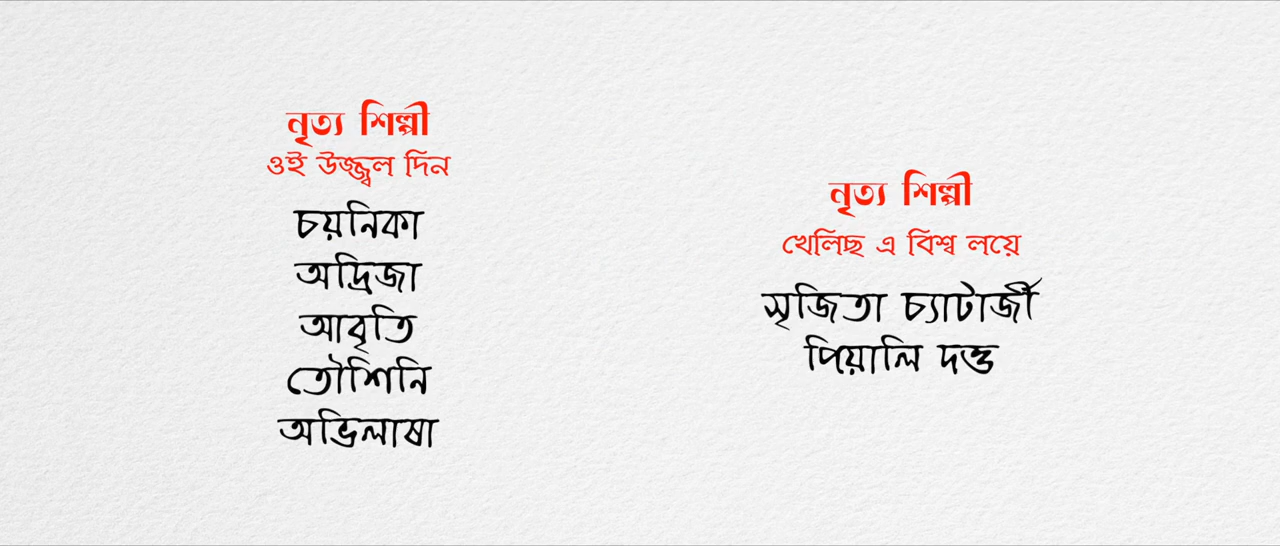 নৃত্য শিল্পী
ওই উজ্জ্বল দিন
চয়নিকা
অদ্রিজা
আবৃতি
তৌশিনি
অভিলাষা
নৃত্য শিল্পী
খেলিছ এ বিশ্ব লয়ে
সৃজিতা চ্যাটার্জী
পিয়ালি দত্ত